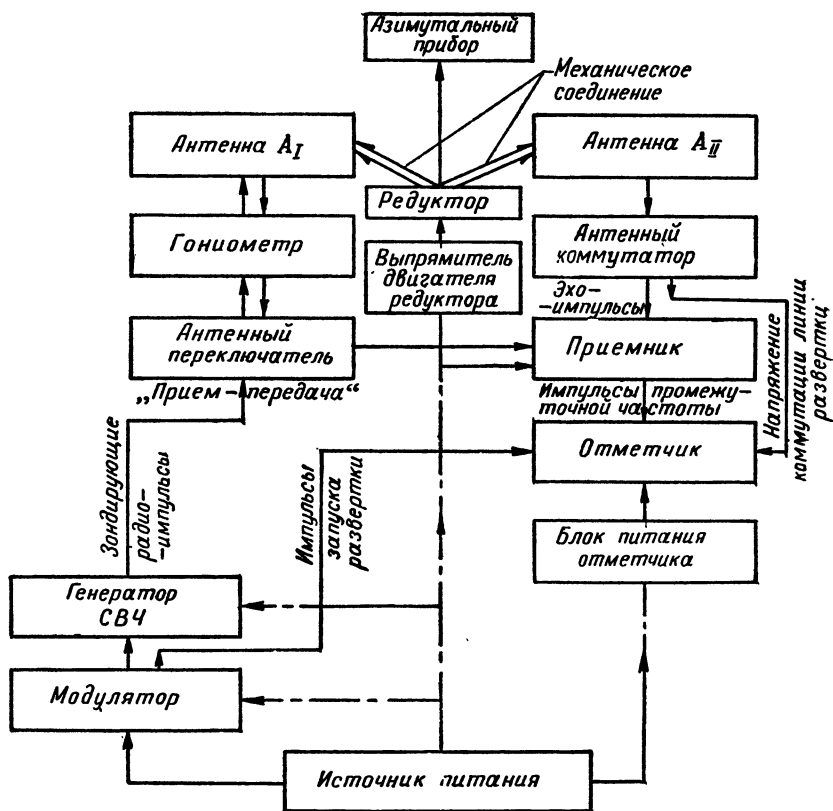 Азимутальный
прибор
Механическое
соединение
Антенна А_I
Антенна А_II
Редуктор
Гониометр
Выпрямитель
двигателя
редуктора
Антенный
коммутатор
Эхо-
-импульсы
Антенный
переключатель
Приемник
„Прием-передача“
Импульсы промежу-
точной частоты
Напряжение
коммутации линии
развертки
Отметчик
Зондирующие
радио-
-импульсы
Импульсы
запуска
развертки
Блок питания
отметчика
Генератор
СВЧ
Модулятор
Источник питания